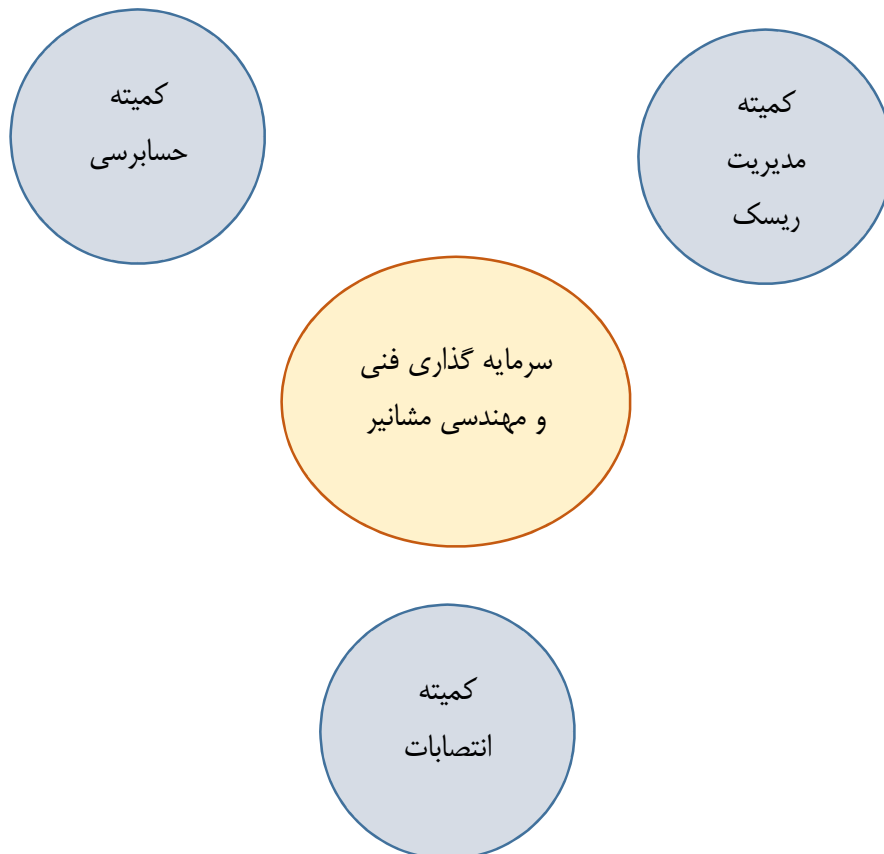 کمیته
مدیریت
ریسک
کمیته
حسابرسی
سرمایه گذاری فنی
و مهندسی مشانیر
کمیته
انتصابات